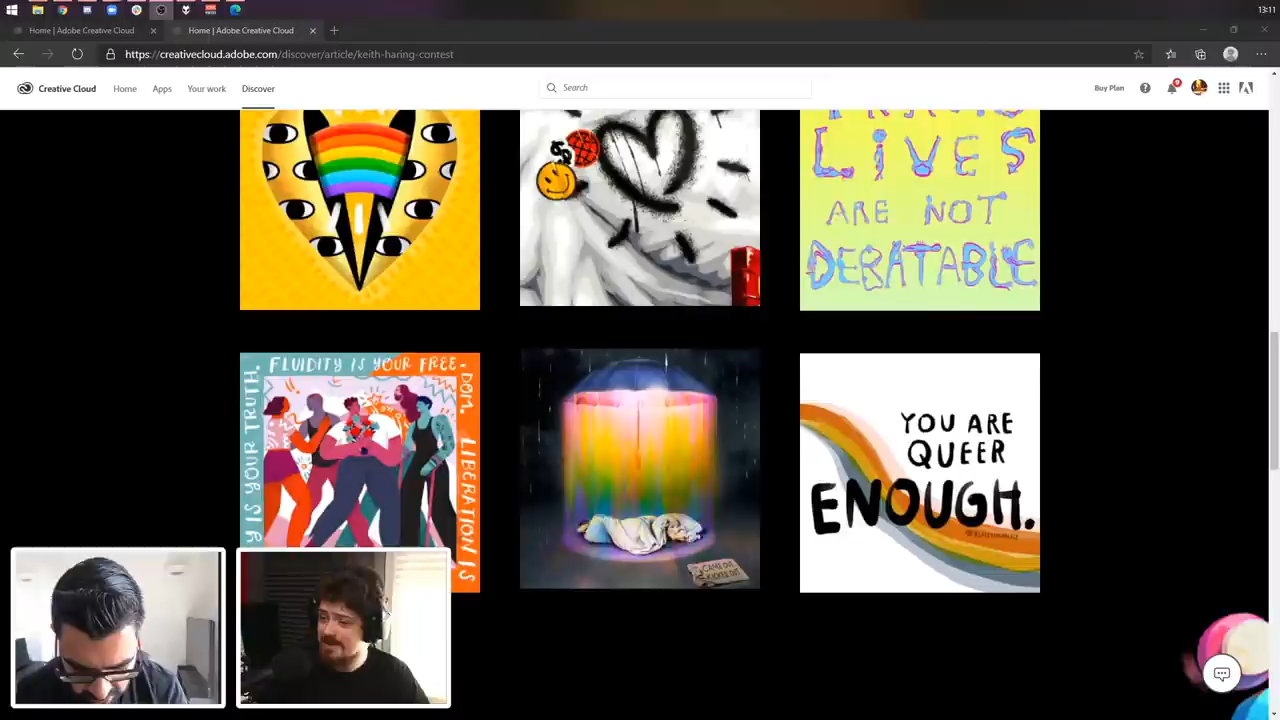 13:11
Home | Adobe Creative Cloud
Home | Adobe Creative Cloud
https://creativecloud.adobe.com/discover/article/keith-haring-contest
Creative Cloud
Home
Apps
Your work
Discover
Search
Buy Plan
LIVES
ARE NOT
DEBATABLE
FLUIDITY IS YOUR FREE-
DOM.
LIBERATION IS
Y IS YOUR TRUTH.
YOU ARE
QUEER
ENOUGH.